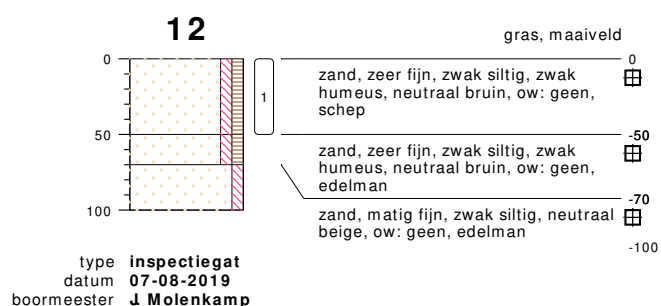 12
gras, maaiveld
0
0
zand, zeer fijn, zwak siltig, zwak
humeus, neutraal bruin, ow: geen,
schep
1
50
-50
zand, zeer fijn, zwak siltig, zwak
humeus, neutraal bruin, ow: geen,
edelman
-70
zand, matig fijn, zwak siltig, neutraal
beige, ow: geen, edelman
100
-100
type inspectiegat
datum 07-08-2019
boormeester J. Molenkamp